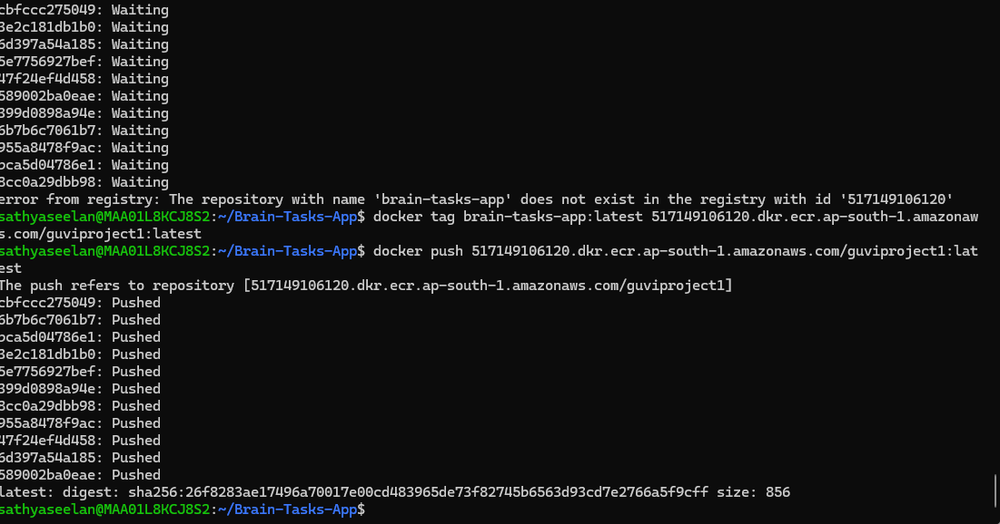 cbfccc275049: Waiting
3e2c181db1b0: Waiting
6d397a54a185: Waiting
5e7756927bef: Waiting
47f24ef4d458: Waiting
589002ba0eae: Waiting
399d0898a94e: Waiting
6b7b6c7061b7: Waiting
955a8478f9ac: Waiting
bca5d04786e1: Waiting
8cc0a29dbb98: Waiting
error from registry: The repository with name 'brain-tasks-app' does not exist in the registry with id '517149106120'
sathyaseelan@MAA01L8KCJ8S2:~/Brain-Tasks-App$ docker tag brain-tasks-app:latest 517149106120.dkr.ecr.ap-south-1.amazonaw
s.com/guviproject1:latest
sathyaseelan@MAA01L8KCJ8S2:~/Brain-Tasks-App$ docker push 517149106120.dkr.ecr.ap-south-1.amazonaws.com/guviproject1:lat
est
The push refers to repository [517149106120.dkr.ecr.ap-south-1.amazonaws.com/guviproject1]
cbfccc275049: Pushed
6b7b6c7061b7: Pushed
bca5d04786e1: Pushed
3e2c181db1b0: Pushed
5e7756927bef: Pushed
399d0898a94e: Pushed
8cc0a29dbb98: Pushed
955a8478f9ac: Pushed
47f24ef4d458: Pushed
6d397a54a185: Pushed
589002ba0eae: Pushed
latest: digest: sha256:26f8283ae17496a70017e00cd483965de73f82745b6563d93cd7e2766a5f9cff size: 856
sathyaseelan@MAA01L8KCJ8S2:~/Brain-Tasks-App$